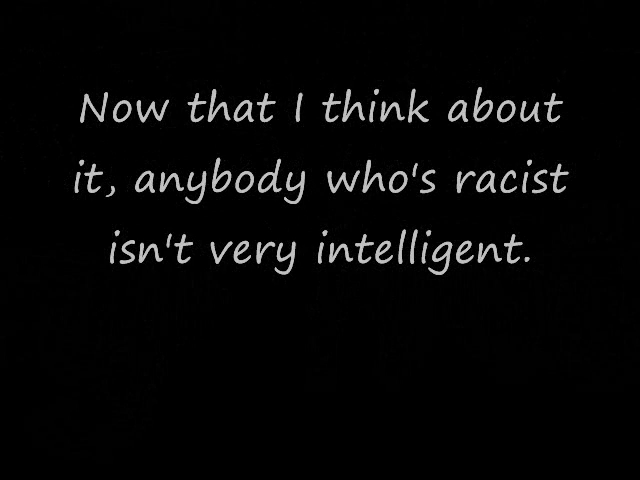 Now that I think about
it, anybody who's racist
isn't very intelligent.